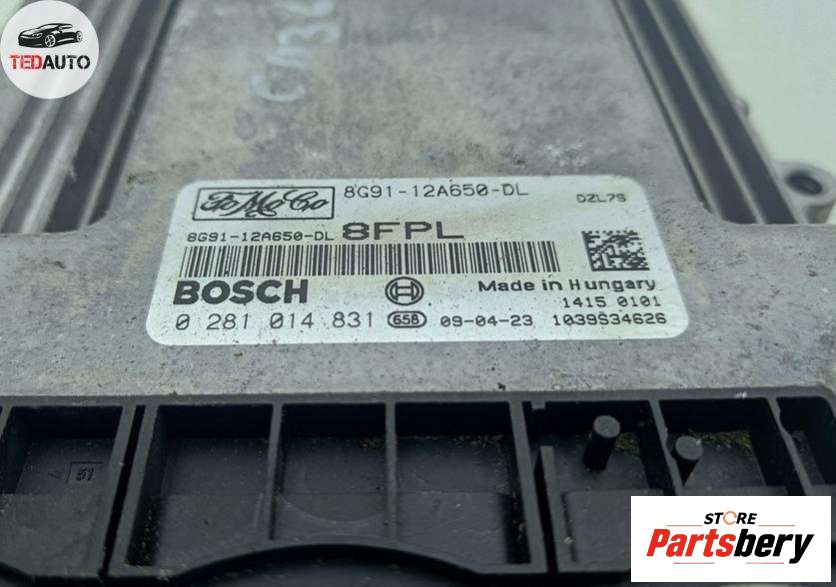 TEDAUTO
FoMoCo
8G91-12A650-DL
DZL7S
8G91-12A650-DL 8FPL
BOSCH
Made in Hungary
1415 0101
0 281 014 831 658 09-04-23 1039S34626
51
STORE
Partsbery